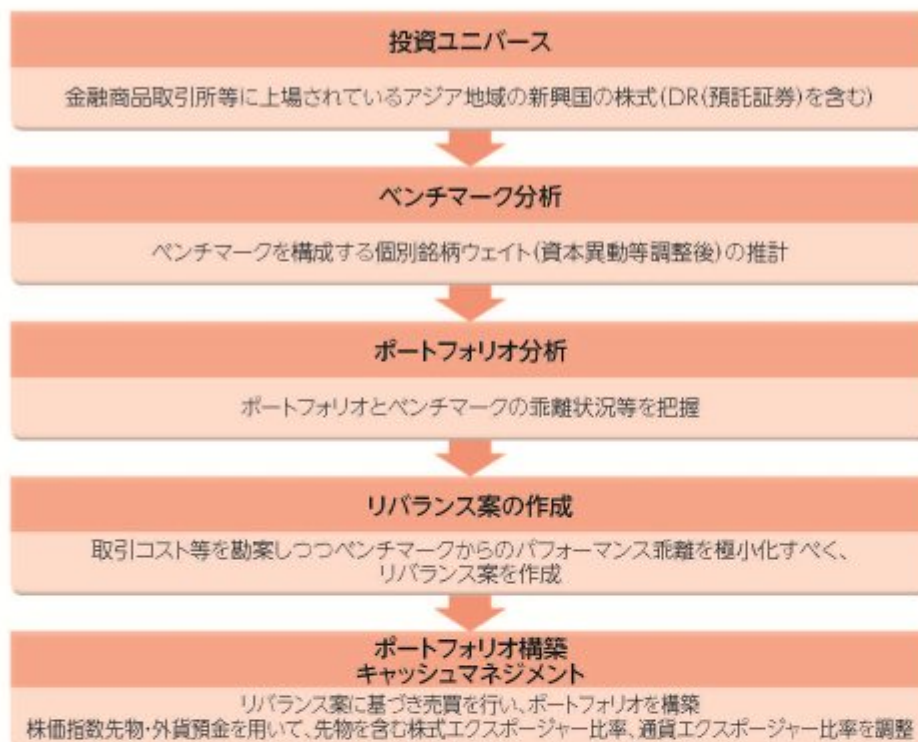 投資ユニバース
金融商品取引所等に上場されているアジア地域の新興国の株式(DR(預託証券)を含む)
ベンチマーク分析
ベンチマークを構成する個別銘柄ウェイト(資本異動等調整後)の推計
ポートフォリオ分析
ポートフォリオとベンチマークの乖離状況等を把握
リバランス案の作成
取引コスト等を勘案しつつベンチマークからのパフォーマンス乖離を極小化すべく、
リバランス案を作成
ポートフォリオ構築
キャッシュマネジメント
リバランス案に基づき売買を行い、ポートフォリオを構築
株価指数先物・外貨預金を用いて、先物を含む株式エクスポージャー比率、通貨エクスポージャー比率を調整